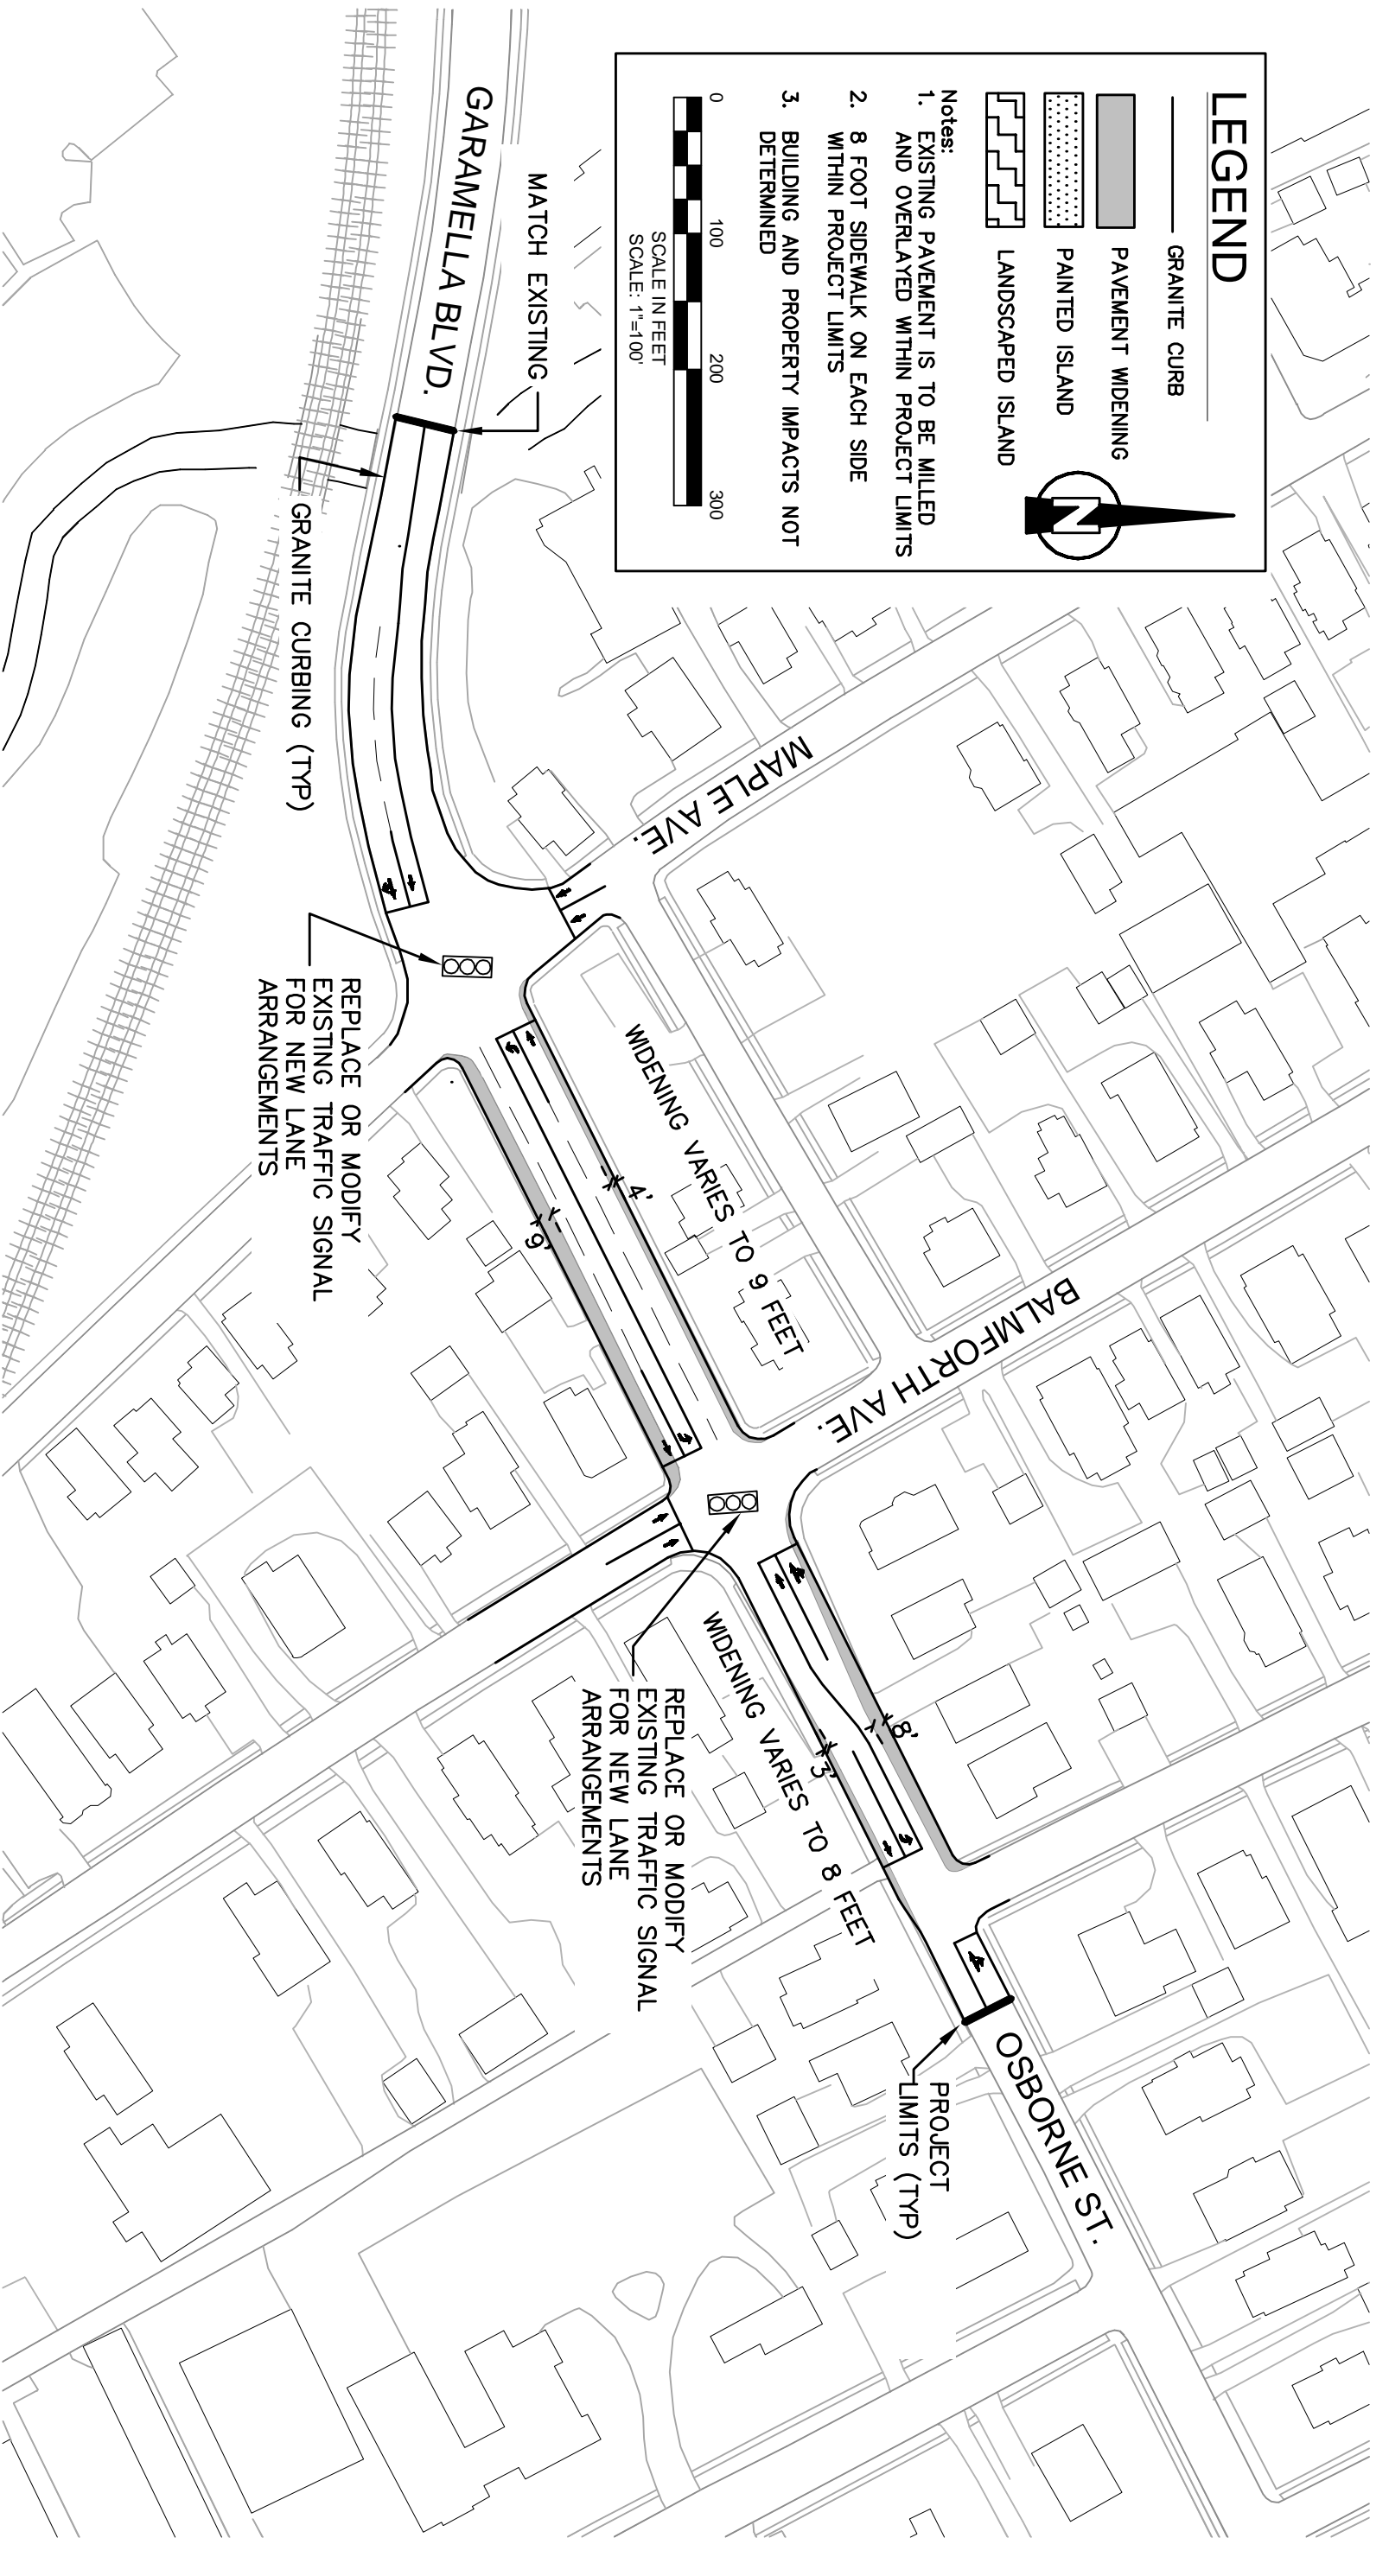 LEGEND
GRANITE CURB
PAVEMENT WIDENING
PAINTED ISLAND
LANDSCAPED ISLAND
N
Notes:
1. EXISTING PAVEMENT IS TO BE MILLED
AND OVERLAYED WITHIN PROJECT LIMITS
2. 8 FOOT SIDEWALK ON EACH SIDE
WITHIN PROJECT LIMITS
3. BUILDING AND PROPERTY IMPACTS NOT
DETERMINED
0 100 200 300
SCALE IN FEET
SCALE: 1"=100'
MATCH EXISTING
GARAMELLA BLVD.
GRANITE CURBING (TYP)
MAPLE AVE.
REPLACE OR MODIFY
EXISTING TRAFFIC SIGNAL
FOR NEW LANE
ARRANGEMENTS
WIDENING VARIES TO 9 FEET
4'
9'
BALMFORTH AVE.
REPLACE OR MODIFY
EXISTING TRAFFIC SIGNAL
FOR NEW LANE
ARRANGEMENTS
WIDENING VARIES TO 8 FEET
8'
3'
PROJECT
LIMITS (TYP)
OSBORNE ST.